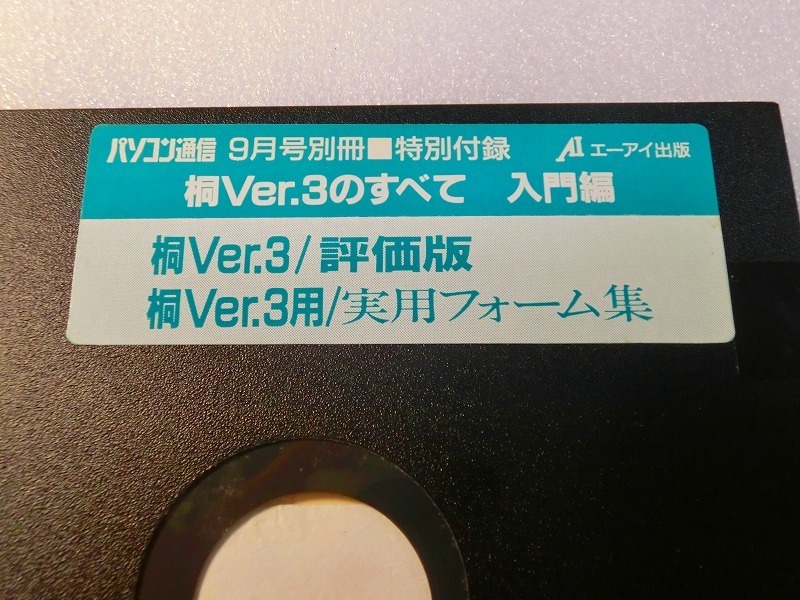 パソコン通信 9月号別冊■特別付録 AI エーアイ出版
桐Ver.3のすべて 入門編
桐Ver.3/評価版
桐Ver.3用/実用フォーム集